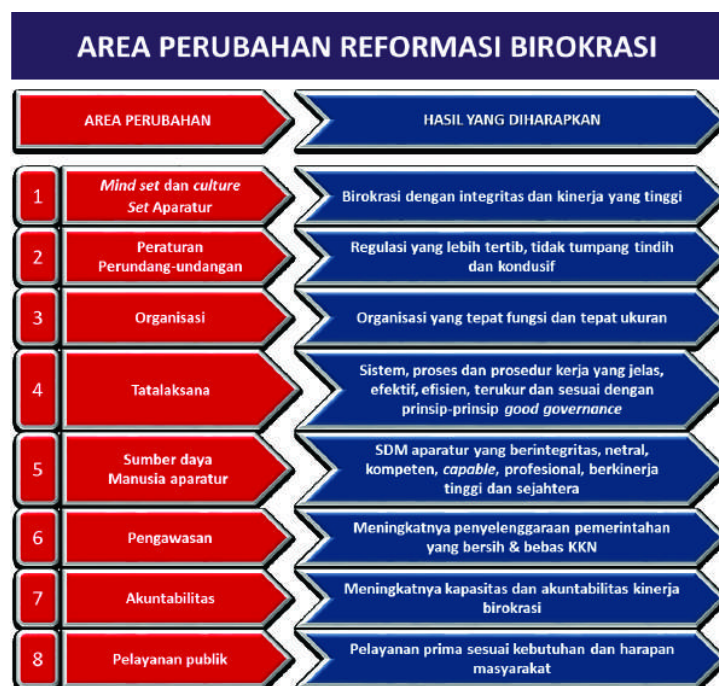 AREA PERUBAHAN REFORMASI BIROKRASI
AREA PERUBAHAN
HASIL YANG DIHARAPKAN
1
Mind set dan culture
Set Aparatur
Birokrasi dengan integritas dan kinerja yang tinggi
2
Peraturan
Perundang-undangan
Regulasi yang lebih tertib, tidak tumpang tindih
dan kondusif
3
Organisasi
Organisasi yang tepat fungsi dan tepat ukuran
4
Tatalaksana
Sistem, proses dan prosedur kerja yang jelas,
efektif, efisien, terukur dan sesuai dengan
prinsip-prinsip good governance
5
Sumber daya
Manusia aparatur
SDM aparatur yang berintegritas, netral,
kompeten, capable, profesional, berkinerja
tinggi dan sejahtera
6
Pengawasan
Meningkatnya penyelenggaraan pemerintahan
yang bersih & bebas KKN
7
Akuntabilitas
Meningkatnya kapasitas dan akuntabilitas kinerja
birokrasi
8
Pelayanan publik
Pelayanan prima sesuai kebutuhan dan harapan
masyarakat